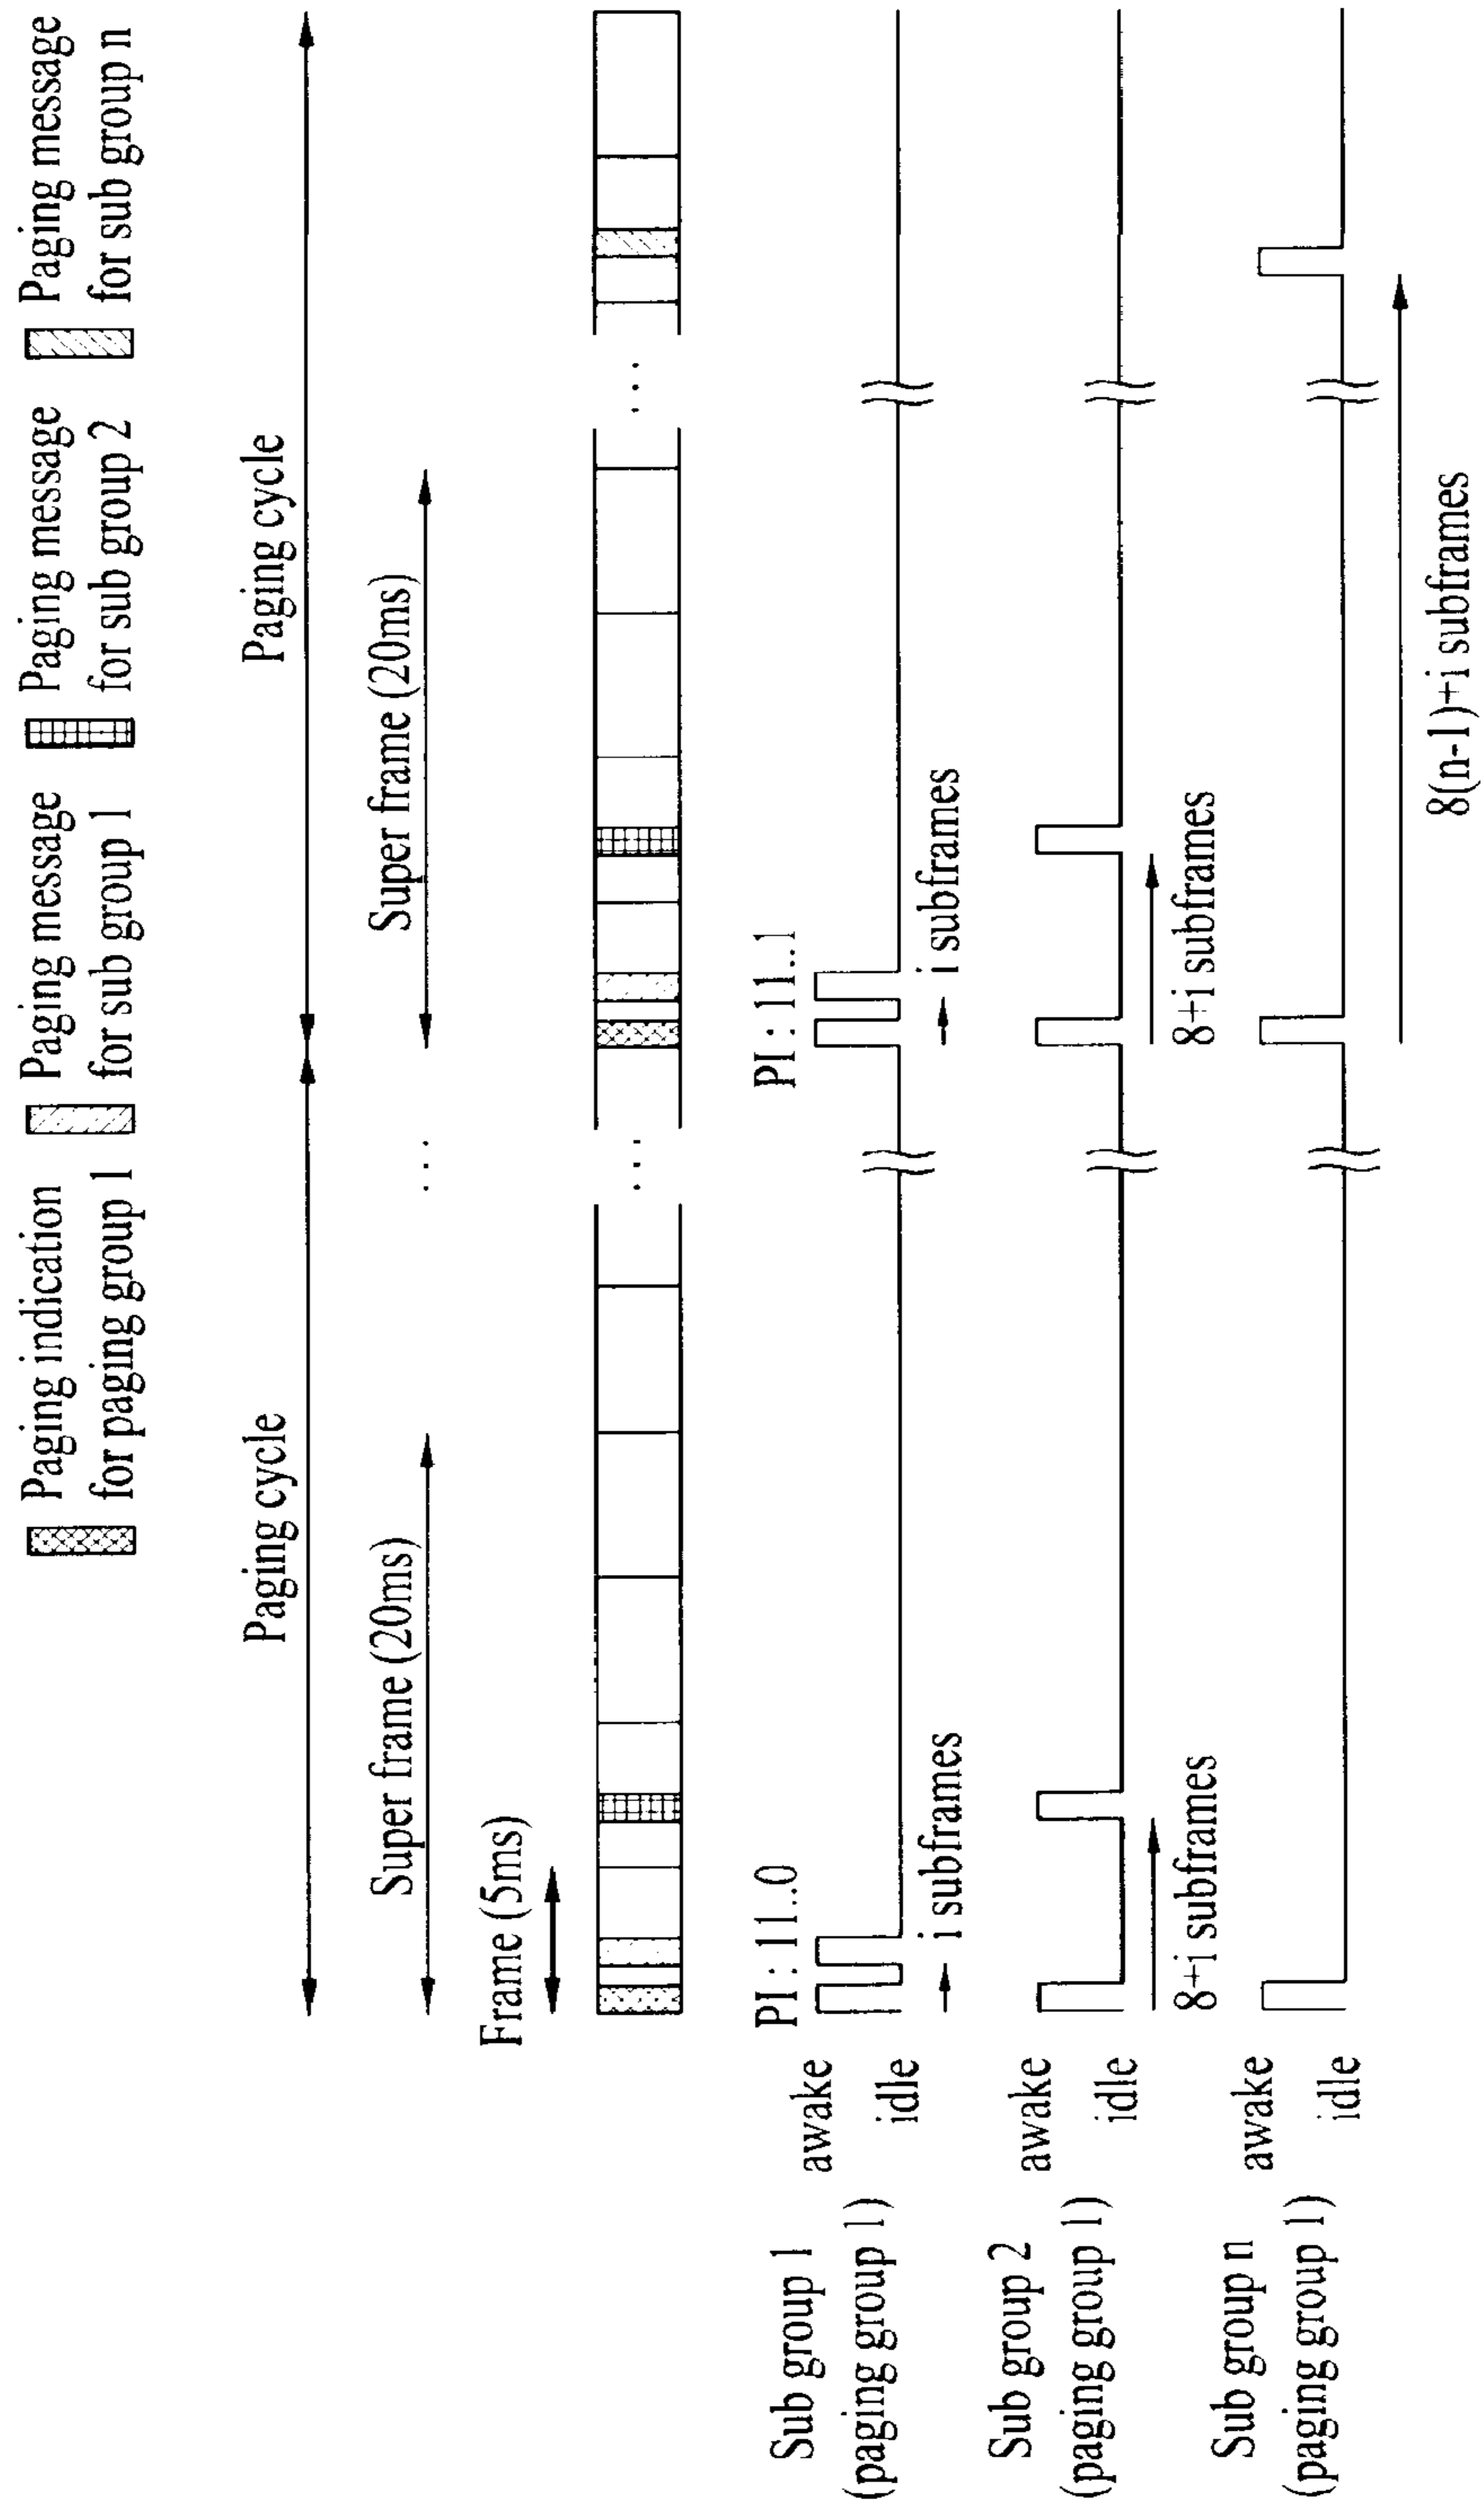 Paging indication
for paging group 1
Paging message
for sub group 1
Paging message
for sub group 2
Paging message
for sub group n
Paging cycle
Paging cycle
Super frame (20ms)
...
Super frame (20ms)
Frame (5ms)
...
...
PI : 11..0
PI : 11..1
Sub group 1
(paging group 1)
awake
idle
i subframes
i subframes
Sub group 2
(paging group 1)
awake
idle
8+i subframes
8+i subframes
Sub group n
(paging group 1)
awake
idle
8(n-1)+i subframes